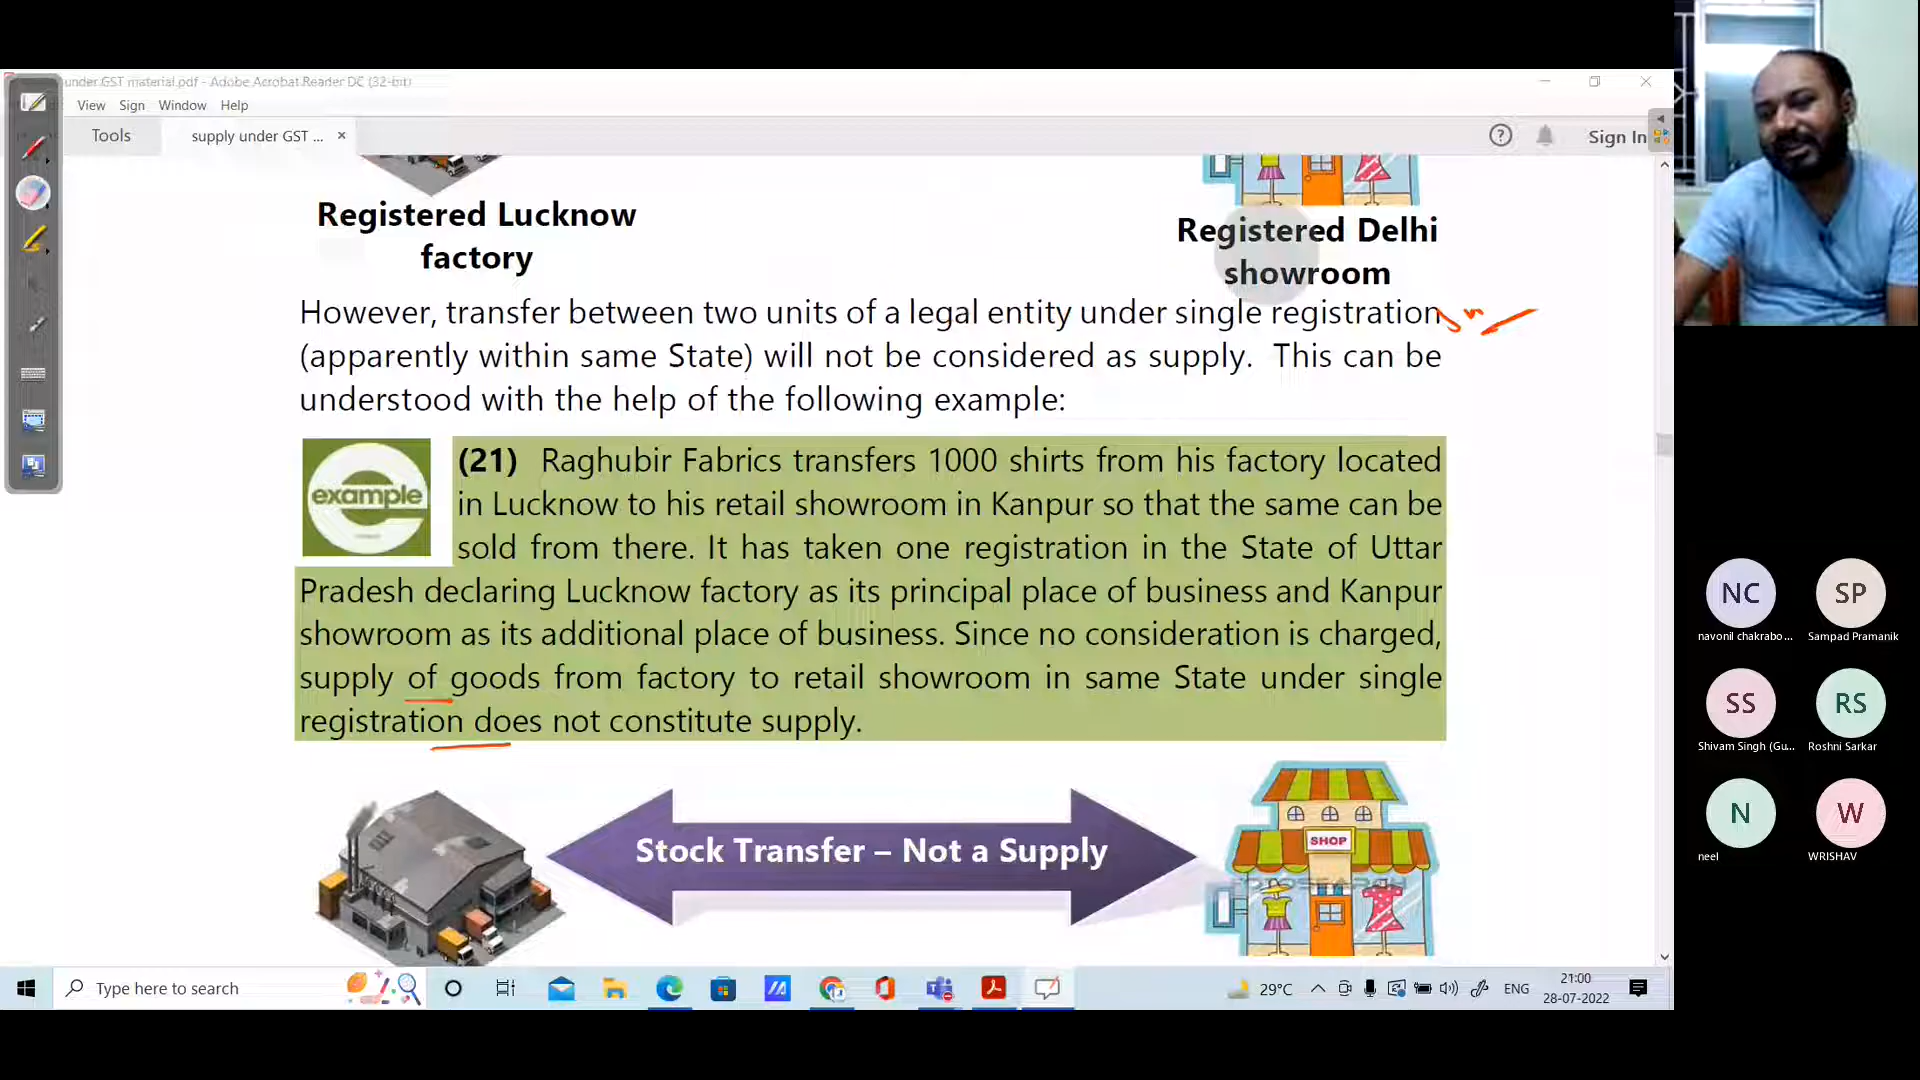 under GST material.pdf - Adobe Acrobat Reader DC (32-bit)
View Sign Window Help
Tools
supply under GST ... ×
Sign In
Registered Lucknow
factory
Registered Delhi
showroom
However, transfer between two units of a legal entity under single registration
(apparently within same State) will not be considered as supply. This can be
understood with the help of the following example:
example
(21) Raghubir Fabrics transfers 1000 shirts from his factory located
in Lucknow to his retail showroom in Kanpur so that the same can be
sold from there. It has taken one registration in the State of Uttar
Pradesh declaring Lucknow factory as its principal place of business and Kanpur
showroom as its additional place of business. Since no consideration is charged,
supply of goods from factory to retail showroom in same State under single
registration does not constitute supply.
Stock Transfer – Not a Supply
SHOP
NC
navonil chakrabo...
SP
Sampad Pramanik
SS
Shivam Singh (Gu...
RS
Roshni Sarkar
N
neel
W
WRISHAV
Type here to search
29°C
ENG
21:00
28-07-2022